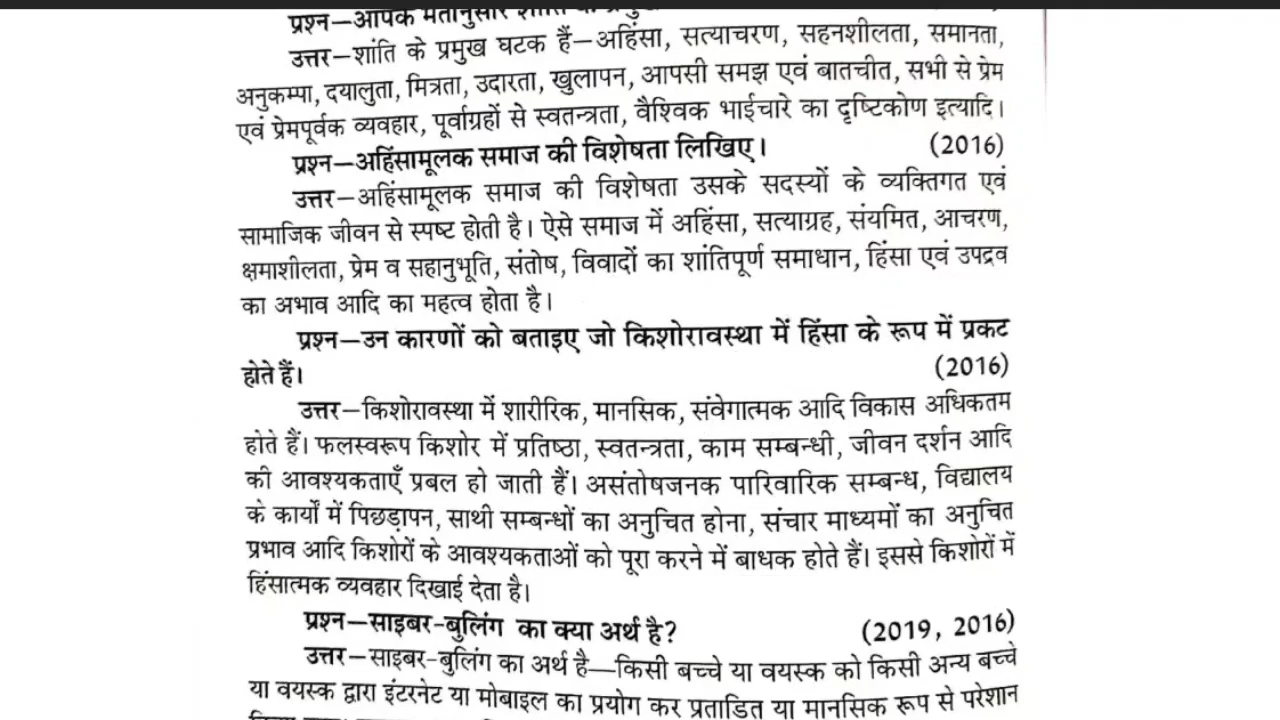 प्रश्न—आपके मतानुसार शांति के प्रमुख
उत्तर—शांति के प्रमुख घटक हैं—अहिंसा, सत्याचरण, सहनशीलता, समानता,
अनुकम्पा, दयालुता, मित्रता, उदारता, खुलापन, आपसी समझ एवं बातचीत, सभी से प्रेम
एवं प्रेमपूर्वक व्यवहार, पूर्वाग्रहों से स्वतन्त्रता, वैश्विक भाईचारे का दृष्टिकोण इत्यादि।
प्रश्न—अहिंसामूलक समाज की विशेषता लिखिए। (2016)
उत्तर—अहिंसामूलक समाज की विशेषता उसके सदस्यों के व्यक्तिगत एवं
सामाजिक जीवन से स्पष्ट होती है। ऐसे समाज में अहिंसा, सत्याग्रह, संयमित, आचरण,
क्षमाशीलता, प्रेम व सहानुभूति, संतोष, विवादों का शांतिपूर्ण समाधान, हिंसा एवं उपद्रव
का अभाव आदि का महत्व होता है।
प्रश्न—उन कारणों को बताइए जो किशोरावस्था में हिंसा के रूप में प्रकट
होते हैं। (2016)
उत्तर—किशोरावस्था में शारीरिक, मानसिक, संवेगात्मक आदि विकास अधिकतम
होते हैं। फलस्वरूप किशोर में प्रतिष्ठा, स्वतन्त्रता, काम सम्बन्धी, जीवन दर्शन आदि
की आवश्यकताएँ प्रबल हो जाती हैं। असंतोषजनक पारिवारिक सम्बन्ध, विद्यालय
के कार्यों में पिछड़ापन, साथी सम्बन्धों का अनुचित होना, संचार माध्यमों का अनुचित
प्रभाव आदि किशोरों के आवश्यकताओं को पूरा करने में बाधक होते हैं। इससे किशोरों में
हिंसात्मक व्यवहार दिखाई देता है।
प्रश्न—साइबर-बुलिंग का क्या अर्थ है? (2019, 2016)
उत्तर—साइबर-बुलिंग का अर्थ है—किसी बच्चे या वयस्क को किसी अन्य बच्चे
या वयस्क द्वारा इंटरनेट या मोबाइल का प्रयोग कर प्रताडित या मानसिक रूप से परेशान